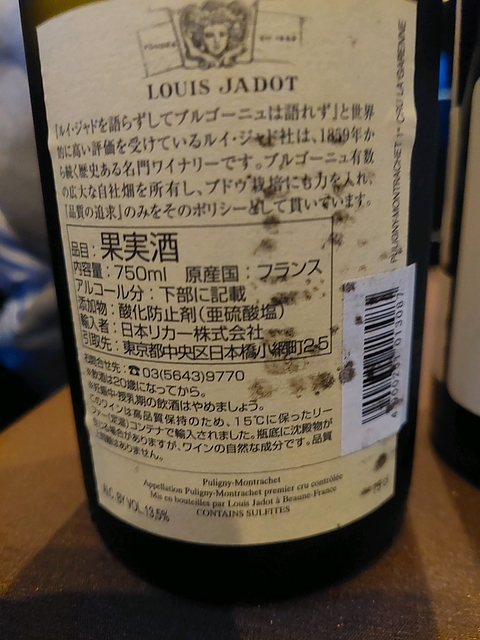 LOUIS JADOT
『ルイ・ジャドを語らずしてブルゴーニュは語れず』と世界
的に高い評価を受けているルイ・ジャド社は、1859年か
ら続く歴史ある名門ワイナリーです。ブルゴーニュ有数
の広大な自社畑を所有し、ブドウ栽培にも力を入れ、
「品質の追求」のみをそのポリシーとして貫いています。
品目:果実酒
内容量:750ml 原産国:フランス
アルコール分:下部に記載
添加物:酸化防止剤(亜硫酸塩)
輸入者:日本リカー株式会社
引取先:東京都中央区日本橋小網町2-5
お問合せ先:☎03(5643)9770
※飲酒は20歳になってから。
※妊娠中・授乳期の飲酒はやめましょう。
このワインは高品質保持のため、15℃に保ったリー
ファー(定温)コンテナで輸入されました。瓶底に沈殿物が
生じる場合がありますが、ワインの自然な成分です。品質
に問題はありません。
Puligny-Montrachet
Appellation Puligny-Montrachet premier cru contrôlée
Mis en bouteilles par Louis Jadot à Beaune-France
CONTAINS SULFITES
ALC. BY VOL. 13,5%
PULIGNY-MONTRACHET 1er CRU LA GARENNE